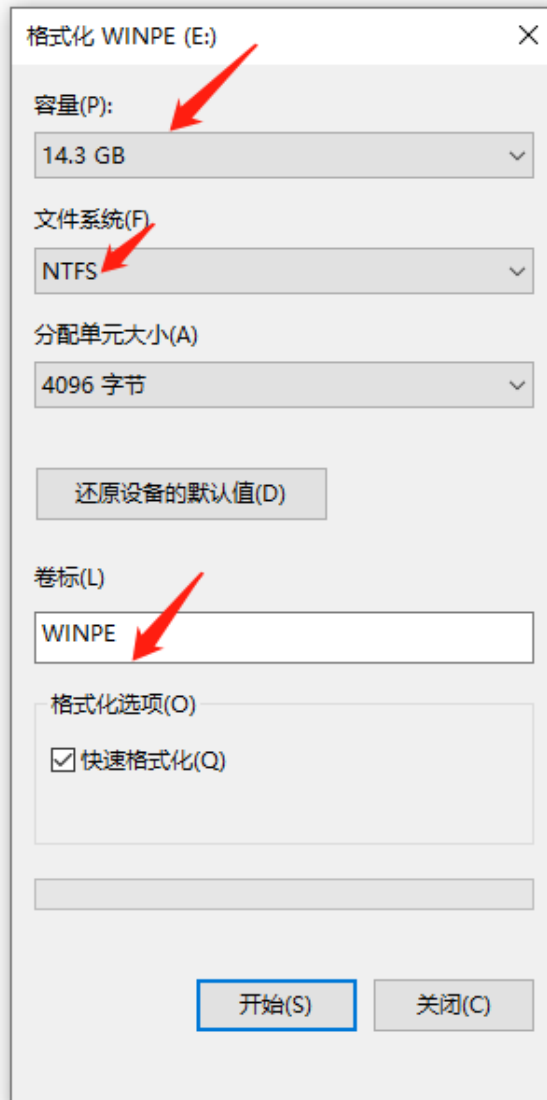 格式化 WINPE (E:)
容量(P):
14.3 GB
文件系统(F)
NTFS
分配单元大小(A)
4096 字节
还原设备的默认值(D)
卷标(L)
WINPE
格式化选项(O)
快速格式化(Q)
开始(S)
关闭(C)